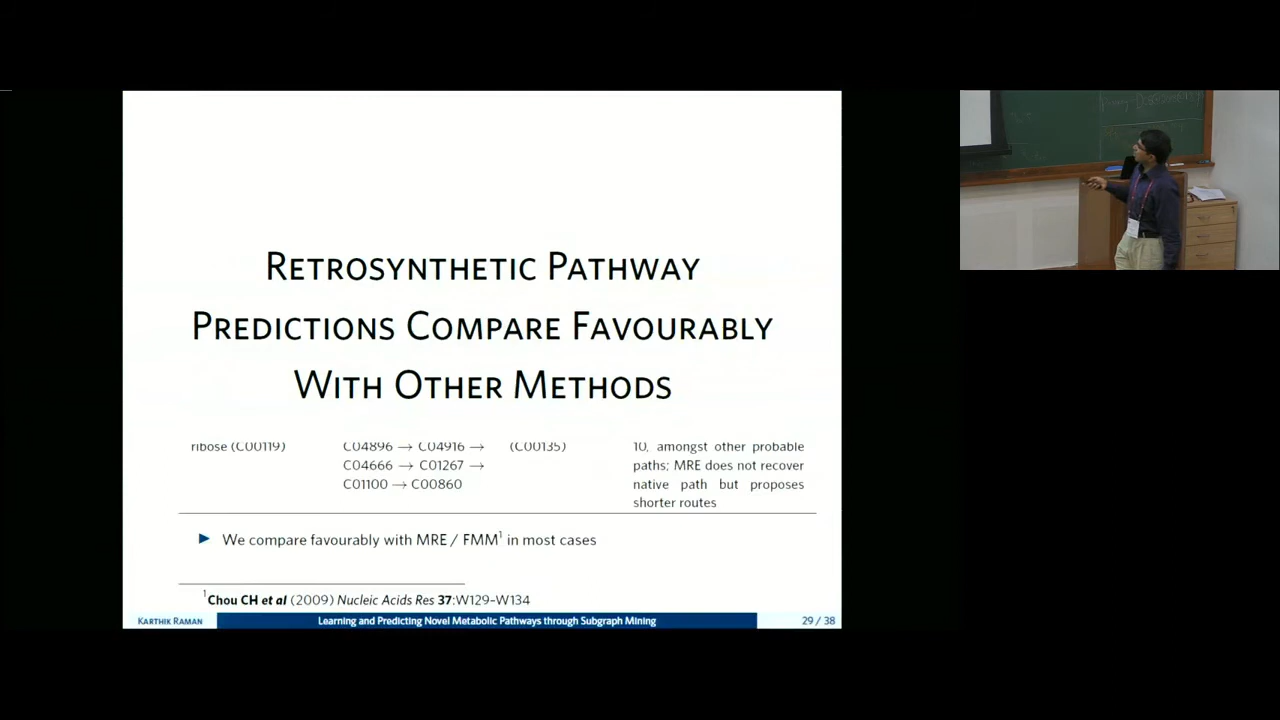 RETROSYNTHETIC PATHWAY
PREDICTIONS COMPARE FAVOURABLY
WITH OTHER METHODS
ribose (C00119) C04896 → C04916 → (C00135) 10, amongst other probable
C04666 → C01267 → paths; MRE does not recover
C01100 → C00860 native path but proposes
shorter routes
► We compare favourably with MRE / FMM1 in most cases
1Chou CH et al (2009) Nucleic Acids Res 37:W129–W134
KARTHIK RAMAN Learning and Predicting Novel Metabolic Pathways through Subgraph Mining 29 / 38